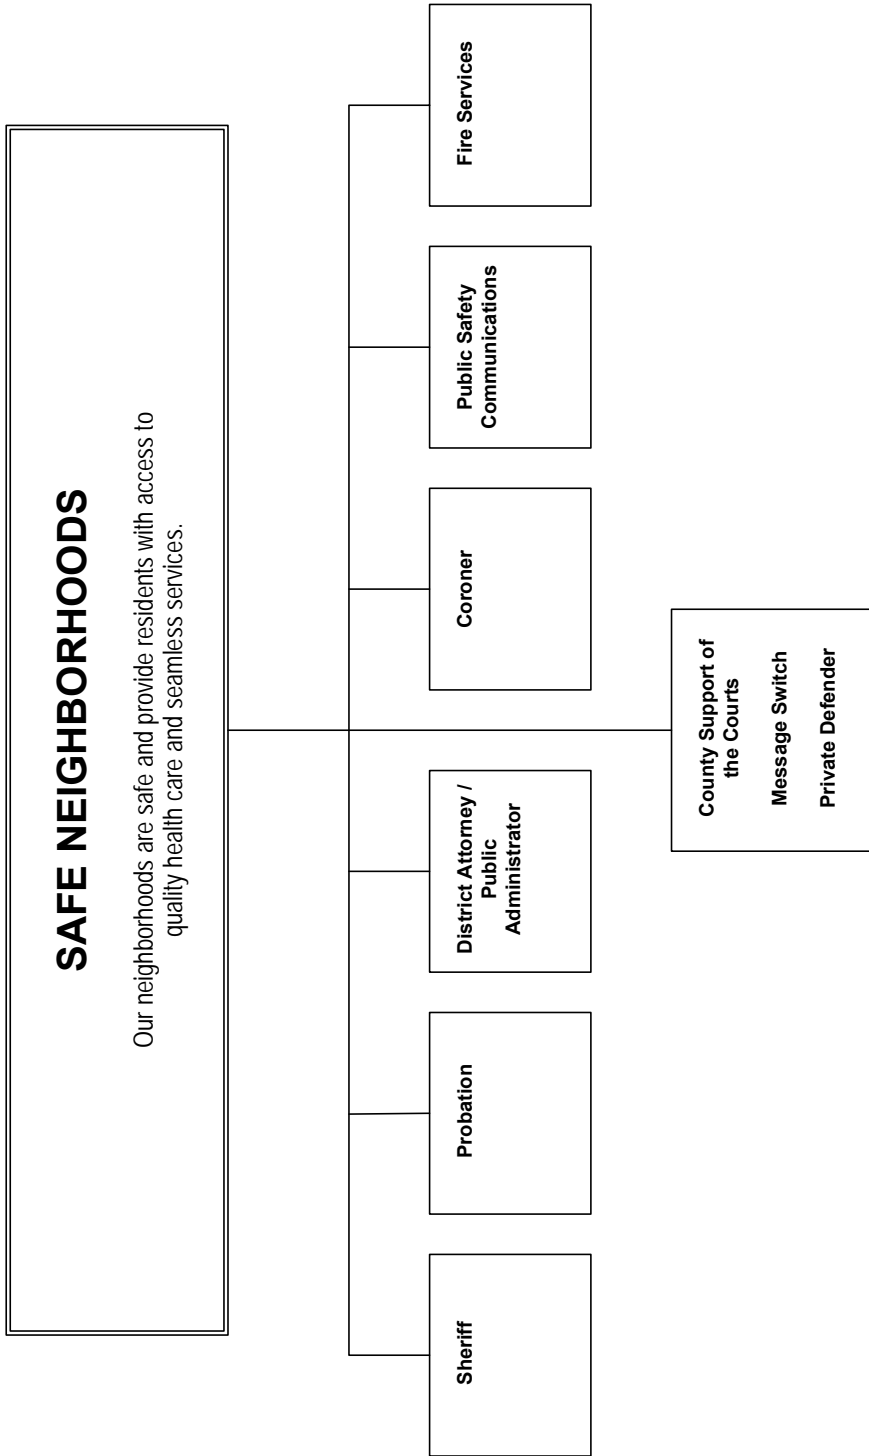 SAFE NEIGHBORHOODS
Our neighborhoods are safe and provide residents with access to
quality health care and seamless services.
Sheriff
Probation
District Attorney /
Public
Administrator
Coroner
Public Safety
Communications
Fire Services
County Support of
the Courts
Message Switch
Private Defender